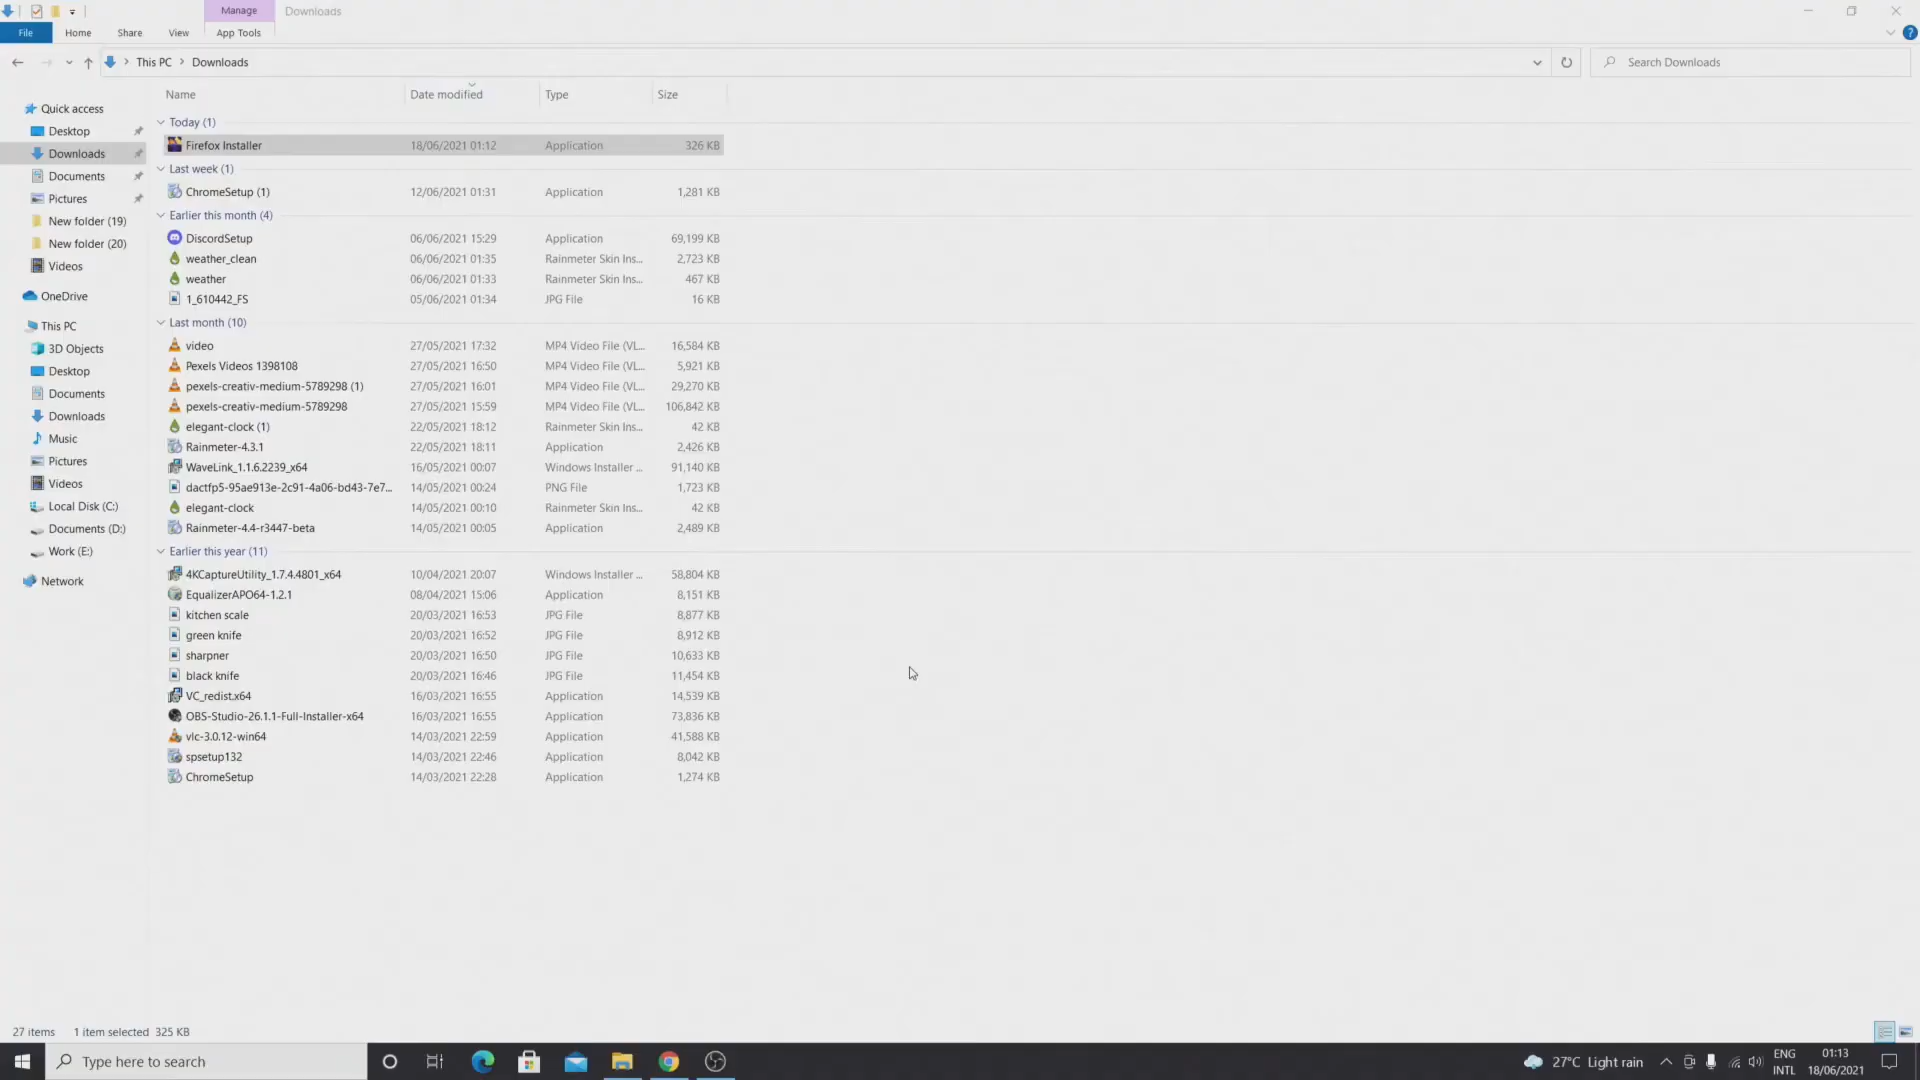 Manage
Downloads
File
Home
Share
View
App Tools
This PC
Downloads
Search Downloads
Name
Date modified
Type
Size
Quick access
Desktop
Downloads
Documents
Pictures
New folder (19)
New folder (20)
Videos
OneDrive
This PC
3D Objects
Desktop
Documents
Downloads
Music
Pictures
Videos
Local Disk (C:)
Documents (D:)
Work (E:)
Network
Today (1)
Firefox Installer 18/06/2021 01:12 Application 326 KB
Last week (1)
ChromeSetup (1) 12/06/2021 01:31 Application 1,281 KB
Earlier this month (4)
DiscordSetup 06/06/2021 15:29 Application 69,199 KB
weather_clean 06/06/2021 01:35 Rainmeter Skin Ins... 2,723 KB
weather 06/06/2021 01:33 Rainmeter Skin Ins... 467 KB
1_610442_FS 05/06/2021 01:34 JPG File 16 KB
Last month (10)
video 27/05/2021 17:32 MP4 Video File (VL... 16,584 KB
Pexels Videos 1398108 27/05/2021 16:50 MP4 Video File (VL... 5,921 KB
pexels-creativ-medium-5789298 (1) 27/05/2021 16:01 MP4 Video File (VL... 29,270 KB
pexels-creativ-medium-5789298 27/05/2021 15:59 MP4 Video File (VL... 106,842 KB
elegant-clock (1) 22/05/2021 18:12 Rainmeter Skin Ins... 42 KB
Rainmeter-4.3.1 22/05/2021 18:11 Application 2,426 KB
WaveLink_1.1.6.2239_x64 16/05/2021 00:07 Windows Installer ... 91,140 KB
dactfp5-95ae913e-2c91-4a06-bd43-7e7... 14/05/2021 00:24 PNG File 1,723 KB
elegant-clock 14/05/2021 00:10 Rainmeter Skin Ins... 42 KB
Rainmeter-4.4-r3447-beta 14/05/2021 00:05 Application 2,489 KB
Earlier this year (11)
4KCaptureUtility_1.7.4.4801_x64 10/04/2021 20:07 Windows Installer ... 58,804 KB
EqualizerAPO64-1.2.1 08/04/2021 15:06 Application 8,151 KB
kitchen scale 20/03/2021 16:53 JPG File 8,877 KB
green knife 20/03/2021 16:52 JPG File 8,912 KB
sharpner 20/03/2021 16:50 JPG File 10,633 KB
black knife 20/03/2021 16:46 JPG File 11,454 KB
VC_redist.x64 16/03/2021 16:55 Application 14,539 KB
OBS-Studio-26.1.1-Full-Installer-x64 16/03/2021 16:55 Application 73,836 KB
vlc-3.0.12-win64 14/03/2021 22:59 Application 41,588 KB
spsetup132 14/03/2021 22:46 Application 8,042 KB
ChromeSetup 14/03/2021 22:28 Application 1,274 KB
27 items 1 item selected 325 KB
Type here to search
27°C Light rain
ENG
INTL
01:13
18/06/2021